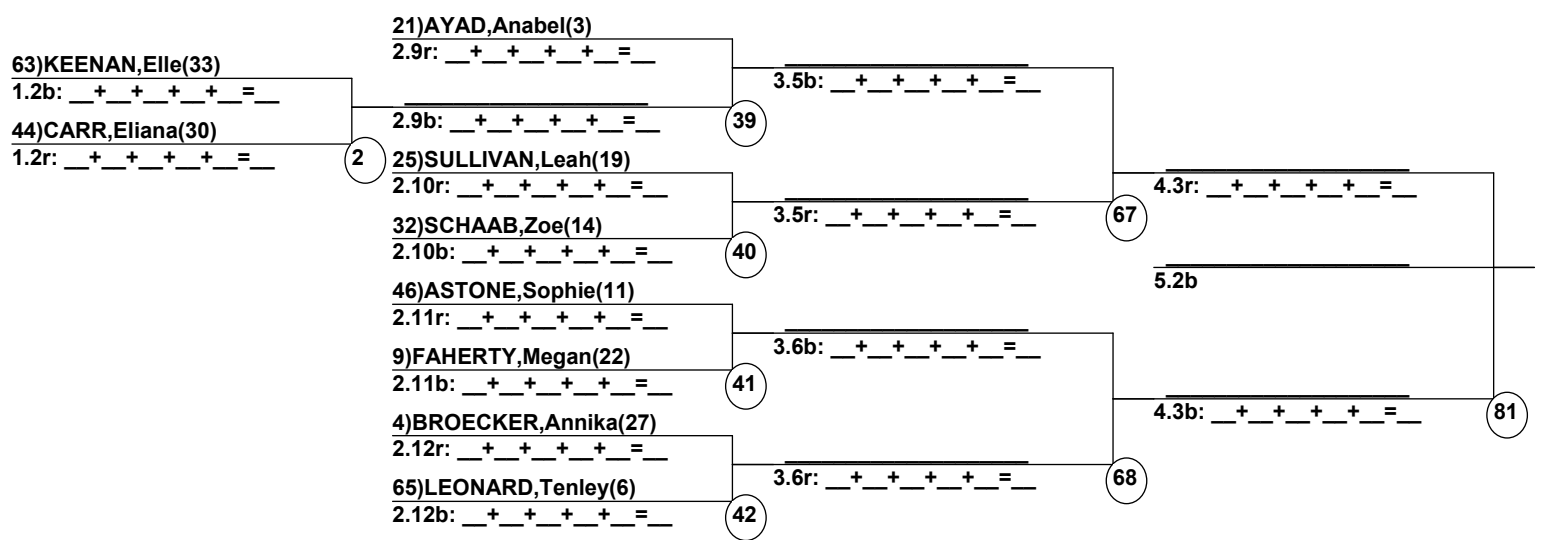 63)KEENAN,Elle(33)
1.2b: __+__+__+__+__=__
44)CARR,Eliana(30)
1.2r: __+__+__+__+__=__
2
21)AYAD,Anabel(3)
2.9r: __+__+__+__+__=__
2.9b: __+__+__+__+__=__
39
25)SULLIVAN,Leah(19)
2.10r: __+__+__+__+__=__
32)SCHAAB,Zoe(14)
2.10b: __+__+__+__+__=__
40
46)ASTONE,Sophie(11)
2.11r: __+__+__+__+__=__
9)FAHERTY,Megan(22)
2.11b: __+__+__+__+__=__
41
4)BROECKER,Annika(27)
2.12r: __+__+__+__+__=__
65)LEONARD,Tenley(6)
2.12b: __+__+__+__+__=__
42
3.5b: __+__+__+__+__=__
3.5r: __+__+__+__+__=__
67
3.6b: __+__+__+__+__=__
3.6r: __+__+__+__+__=__
68
4.3r: __+__+__+__+__=__
5.2b
4.3b: __+__+__+__+__=__
81